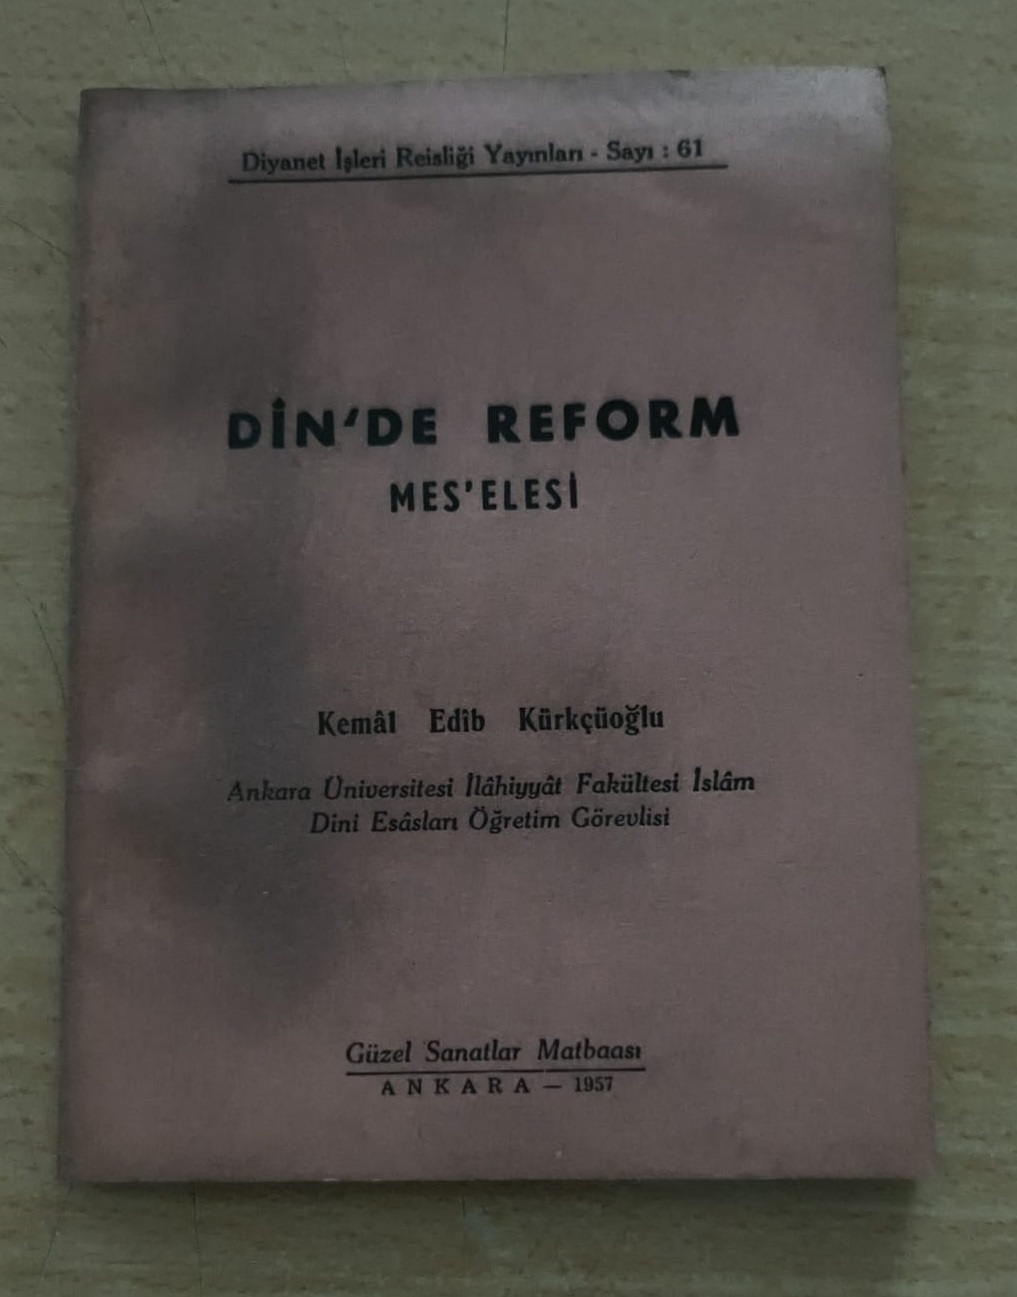 Diyanet İşleri Reisliği Yayınları - Sayı : 61
DİN'DE REFORM
MES'ELESİ
Kemâl Edîb Kürkçüoğlu
Ankara Üniversitesi İlâhiyyât Fakültesi İslâm
Dini Esâsları Öğretim Görevlisi
Güzel Sanatlar Matbaası
ANKARA — 1957